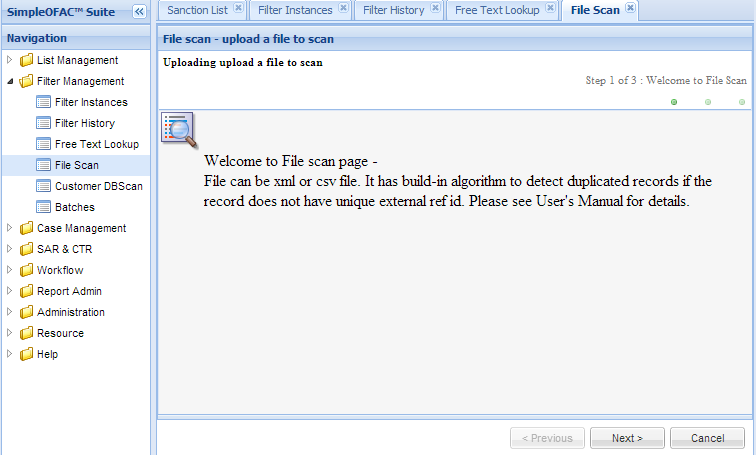 SimpleOFAC™ Suite
Sanction List
Filter Instances
Filter History
Free Text Lookup
File Scan
Navigation
List Management
Filter Management
Filter Instances
Filter History
Free Text Lookup
File Scan
Customer DBScan
Batches
Case Management
SAR & CTR
Workflow
Report Admin
Administration
Resource
Help
File scan - upload a file to scan
Uploading upload a file to scan
Step 1 of 3 : Welcome to File Scan
Welcome to File scan page -
File can be xml or csv file. It has build-in algorithm to detect duplicated records if the
record does not have unique external ref id. Please see User's Manual for details.
< Previous
Next >
Cancel